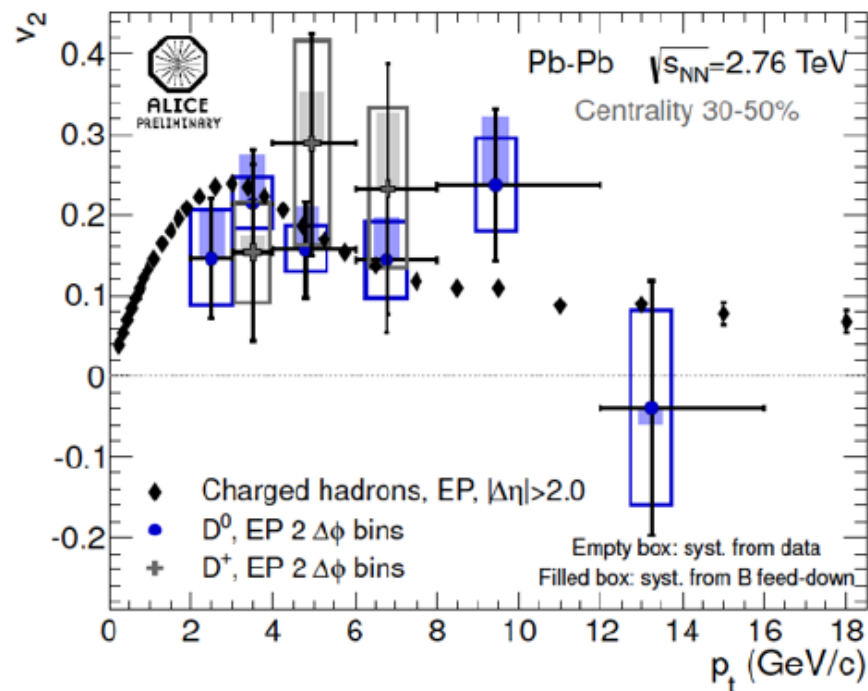 v₂
0.4
0.3
0.2
0.1
0
-0.1
-0.2
ALICE
PRELIMINARY
Pb-Pb √sNN=2.76 TeV
Centrality 30-50%
Charged hadrons, EP, |Δη|>2.0
D⁰, EP 2 Δϕ bins
D⁺, EP 2 Δϕ bins
Empty box: syst. from data
Filled box: syst. from B feed-down
0 2 4 6 8 10 12 14 16 18
pt (GeV/c)